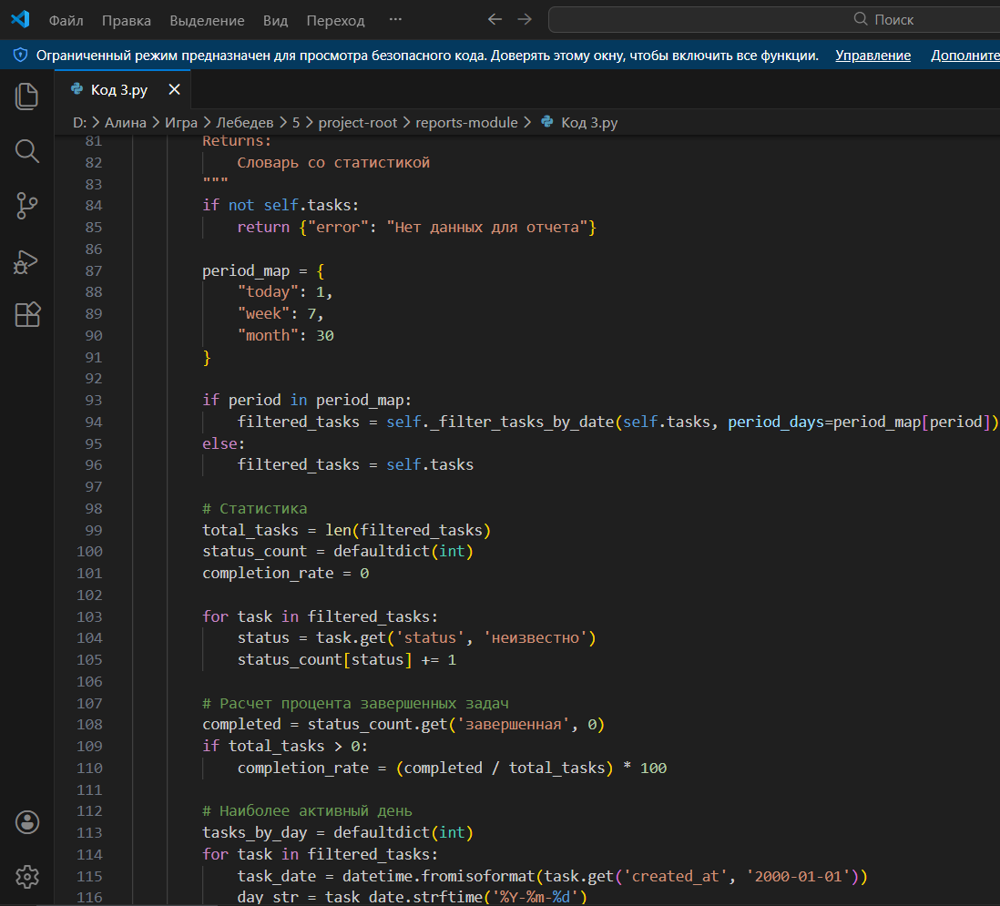 Файл Правка Выделение Вид Переход ··· Поиск
Ограниченный режим предназначен для просмотра безопасного кода. Доверять этому окну, чтобы включить все функции. Управление Дополните
Код 3.py
D: > Алина > Игра > Лебедев > 5 > project-root > reports-module > Код 3.py
81 Returns:
82 Словарь со статистикой
83 """
84 if not self.tasks:
85 return {"error": "Нет данных для отчета"}
86
87 period_map = {
88 "today": 1,
89 "week": 7,
90 "month": 30
91 }
92
93 if period in period_map:
94 filtered_tasks = self._filter_tasks_by_date(self.tasks, period_days=period_map[period])
95 else:
96 filtered_tasks = self.tasks
97
98 # Статистика
99 total_tasks = len(filtered_tasks)
100 status_count = defaultdict(int)
101 completion_rate = 0
102
103 for task in filtered_tasks:
104 status = task.get('status', 'неизвестно')
105 status_count[status] += 1
106
107 # Расчет процента завершенных задач
108 completed = status_count.get('завершенная', 0)
109 if total_tasks > 0:
110 completion_rate = (completed / total_tasks) * 100
111
112 # Наиболее активный день
113 tasks_by_day = defaultdict(int)
114 for task in filtered_tasks:
115 task_date = datetime.fromisoformat(task.get('created_at', '2000-01-01'))
116 day_str = task_date.strftime('%Y-%m-%d')